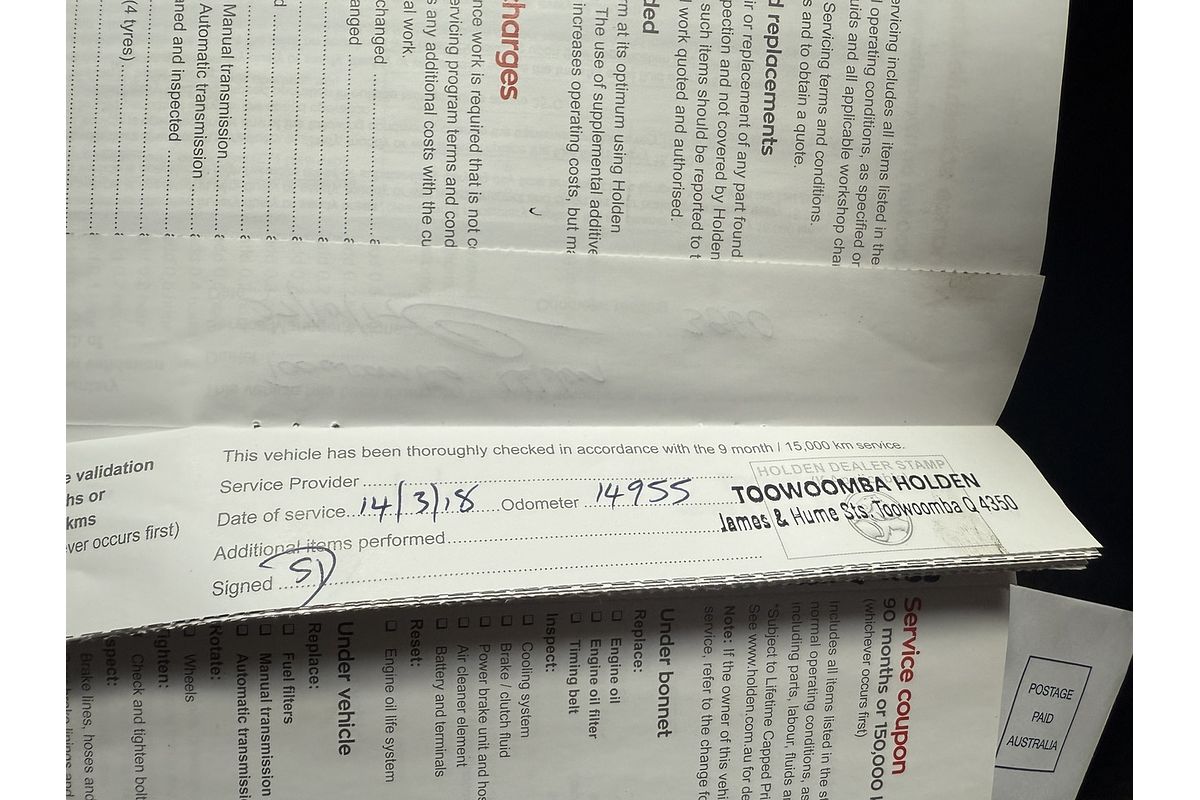 This vehicle has been thoroughly checked in accordance with the 9 month / 15,000 km service.
Service Provider
Date of service 14/3/18 Odometer 14955
Additional items performed
Signed
HOLDEN DEALER STAMP
TOOWOOMBA HOLDEN
James & Hume Sts. Toowoomba Q 4350
validation
hs or
kms
ver occurs first)
ervicing includes all items listed in the
l operating conditions, as specified or
uids and all applicable workshop char
Servicing terms and conditions.
s and to obtain a quote.
d replacements
ir or replacement of any part found
pection and not covered by Holden
such items should be reported to t
l work quoted and authorised.
ded
rm at its optimum using Holden
The use of supplemental additive
increases operating costs, but ma
charges
nce work is required that is not c
ervicing program terms and cond
s any additional costs with the cu
al work.
changed
anged
Manual transmission
Automatic transmission
aned and inspected
(4 tyres)
Service coupon
90 months or 150,000
(whichever occurs first)
Includes all items listed in the s
normal operating conditions, as
including parts, labour, fluids a
*Subject to Lifetime Capped Pri
See www.holden.com.au for de
Note: If the owner of this vehi
service, refer to the change f
Under bonnet
Replace:
Engine oil
Engine oil filter
Timing belt
Inspect:
Cooling system
Brake / clutch fluid
Power brake unit and hos
Air cleaner element
Battery and terminals
Reset:
Engine oil life system
Under vehicle
Replace:
Fuel filters
Manual transmission
Automatic transmissi
Rotate:
Wheels
ighten:
Check and tighten bolt
spect:
Brake lines, hoses and
POSTAGE
PAID
AUSTRALIA